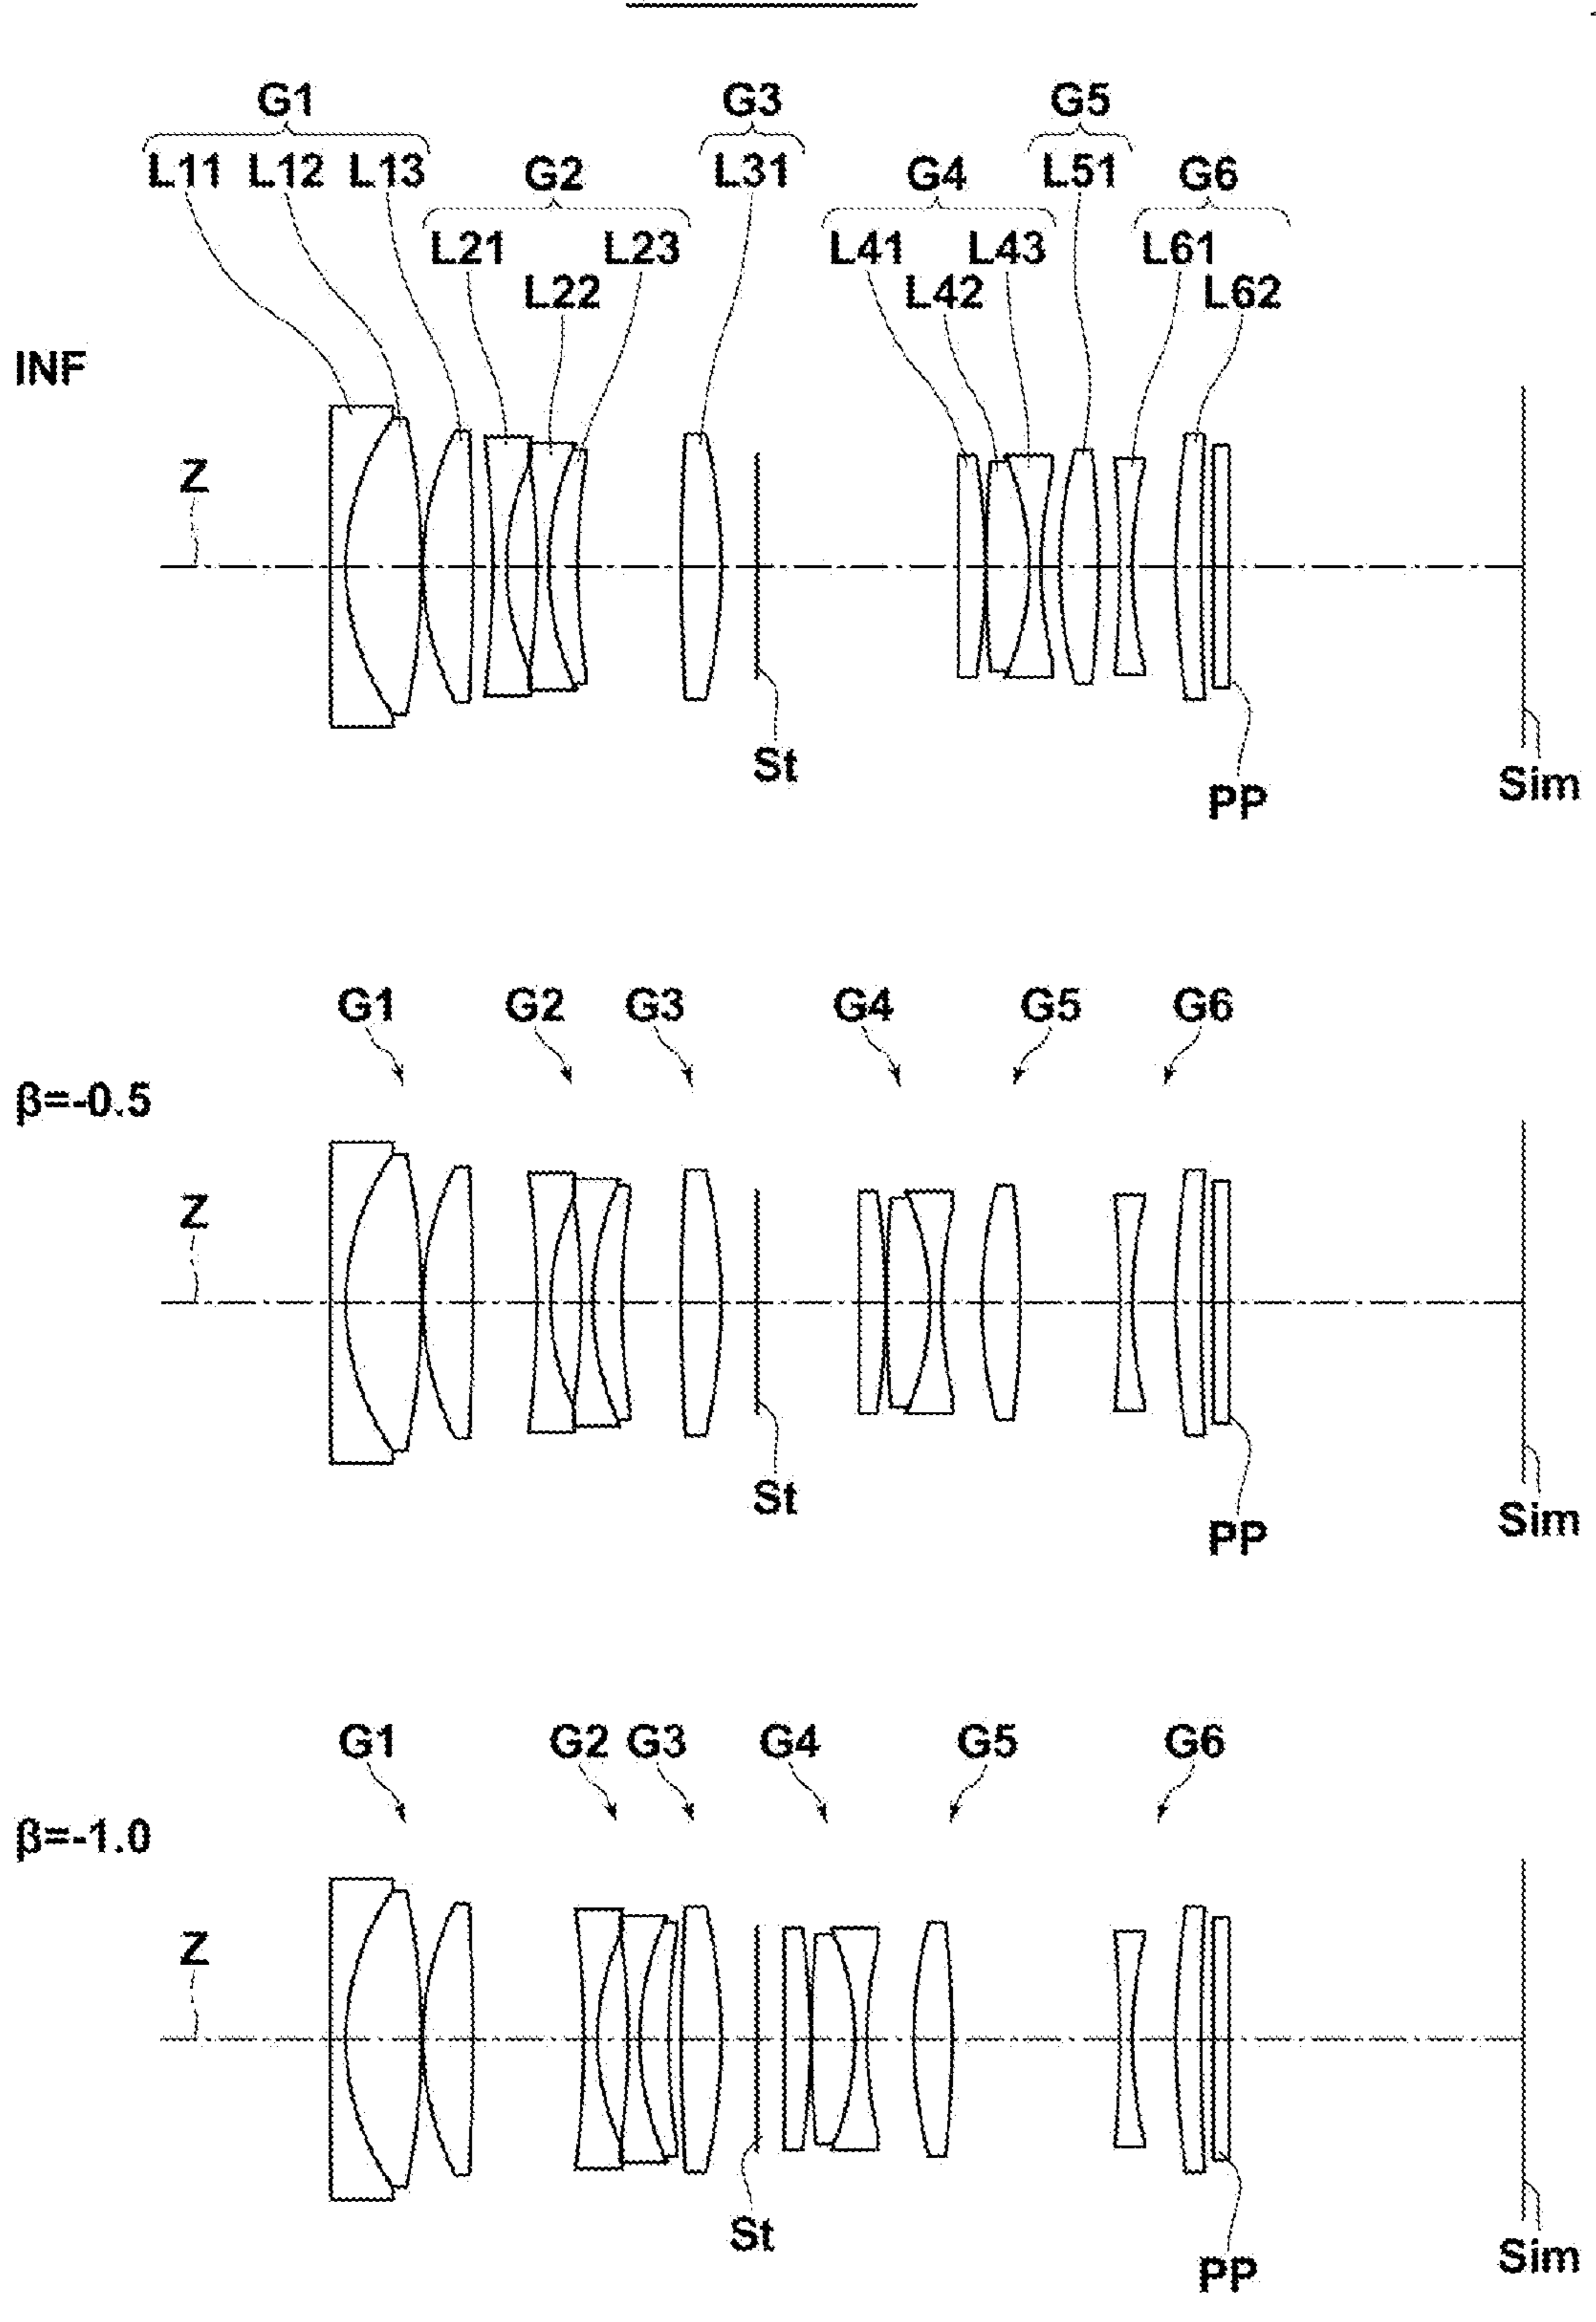 G1 G3 G5
L11 L12 L13 G2 L31 G4 L51 G6
L21 L23 L41 L43 L61
L22 L42 L62
INF
Z
St
PP
Sim
G1 G2 G3 G4 G5 G6
β=-0.5
Z
St
PP
Sim
G1 G2 G3 G4 G5 G6
β=-1.0
Z
St
PP
Sim